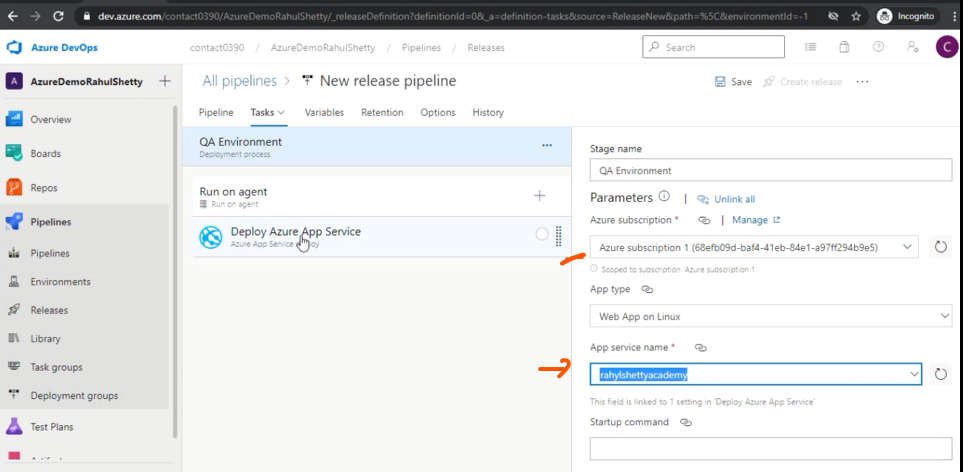 dev.azure.com/contact0390/AzureDemoRahulShetty/_releaseDefinition?definitionId=0&_a=definition-tasks&source=ReleaseNew&path=%5C&environmentId=-1
Incognito
Azure DevOps
contact0390 / AzureDemoRahulShetty / Pipelines / Releases
Search
C
A AzureDemoRahulShetty
All pipelines > New release pipeline
Save Create release ...
Overview
Boards
Repos
Pipelines
Pipelines
Environments
Releases
Library
Task groups
Deployment groups
Test Plans
Pipeline Tasks Variables Retention Options History
QA Environment
Deployment process
Run on agent
Run on agent
Deploy Azure App Service
Azure App Service
Stage name
QA Environment
Parameters | Unlink all
Azure subscription * | Manage
Azure subscription 1 (68efb09d-baf4-41eb-84e1-a97ff294b9e5)
Scoped to subscription 'Azure subscription 1'
App type
Web App on Linux
App service name *
rahylshettyacademy
This field is linked to 1 setting in 'Deploy Azure App Service'
Startup command